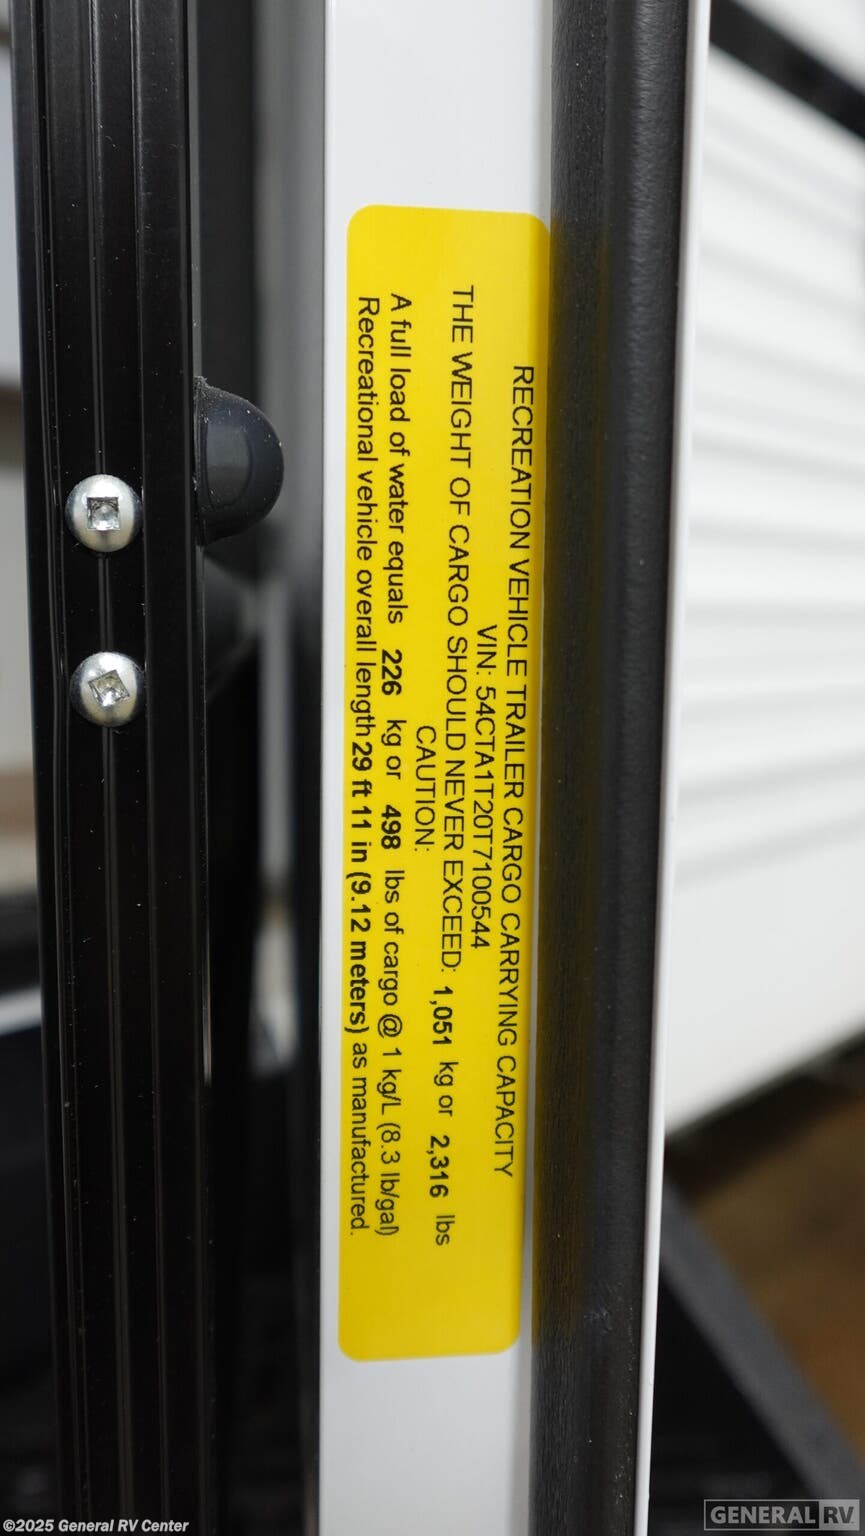 RECREATION VEHICLE TRAILER CARGO CARRYING CAPACITY
VIN: 54CTA1T20T7100544
THE WEIGHT OF CARGO SHOULD NEVER EXCEED: 1,051 kg or 2,316 lbs
CAUTION:
A full load of water equals 226 kg or 498 lbs of cargo @ 1 kg/L (8.3 lb/gal)
Recreational vehicle overall length 29 ft 11 in (9.12 meters) as manufactured.
©2025 General RV Center
GENERAL RV